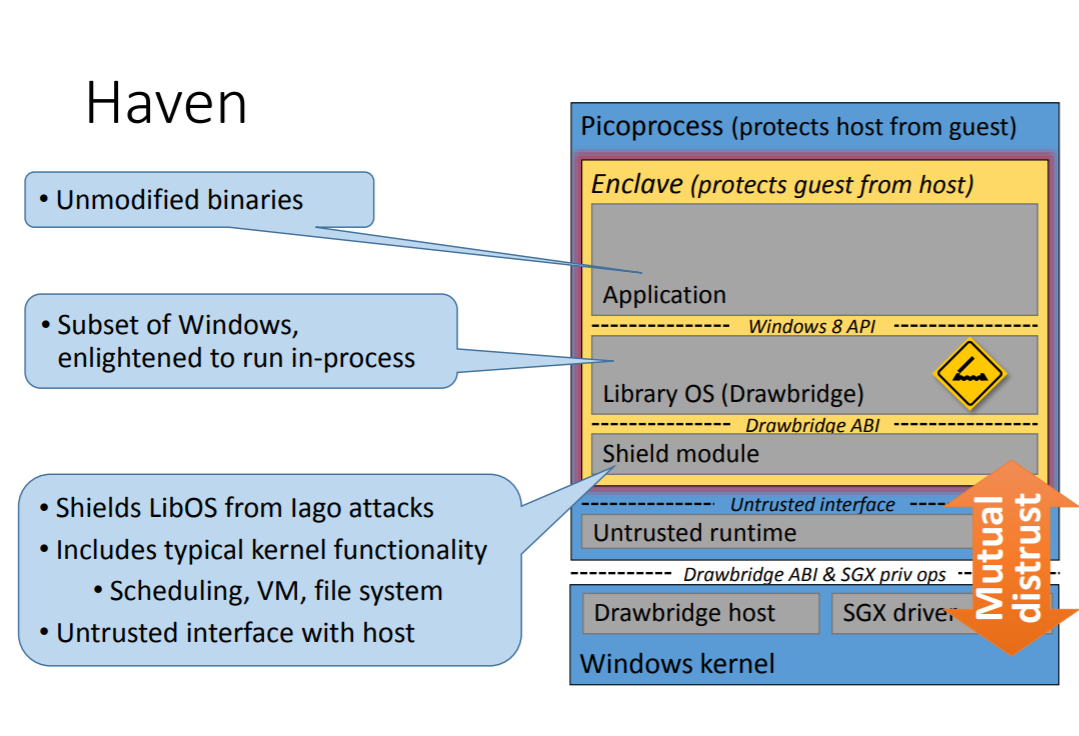 Haven
• Unmodified binaries
• Subset of Windows,
enlightened to run in-process
• Shields LibOS from Iago attacks
• Includes typical kernel functionality
• Scheduling, VM, file system
• Untrusted interface with host
Picoprocess (protects host from guest)
Enclave (protects guest from host)
Application
Windows 8 API
Library OS (Drawbridge)
Drawbridge ABI
Shield module
Untrusted interface
Untrusted runtime
Drawbridge ABI & SGX priv ops
Drawbridge host
SGX driver
Windows kernel
Mutual
distrust